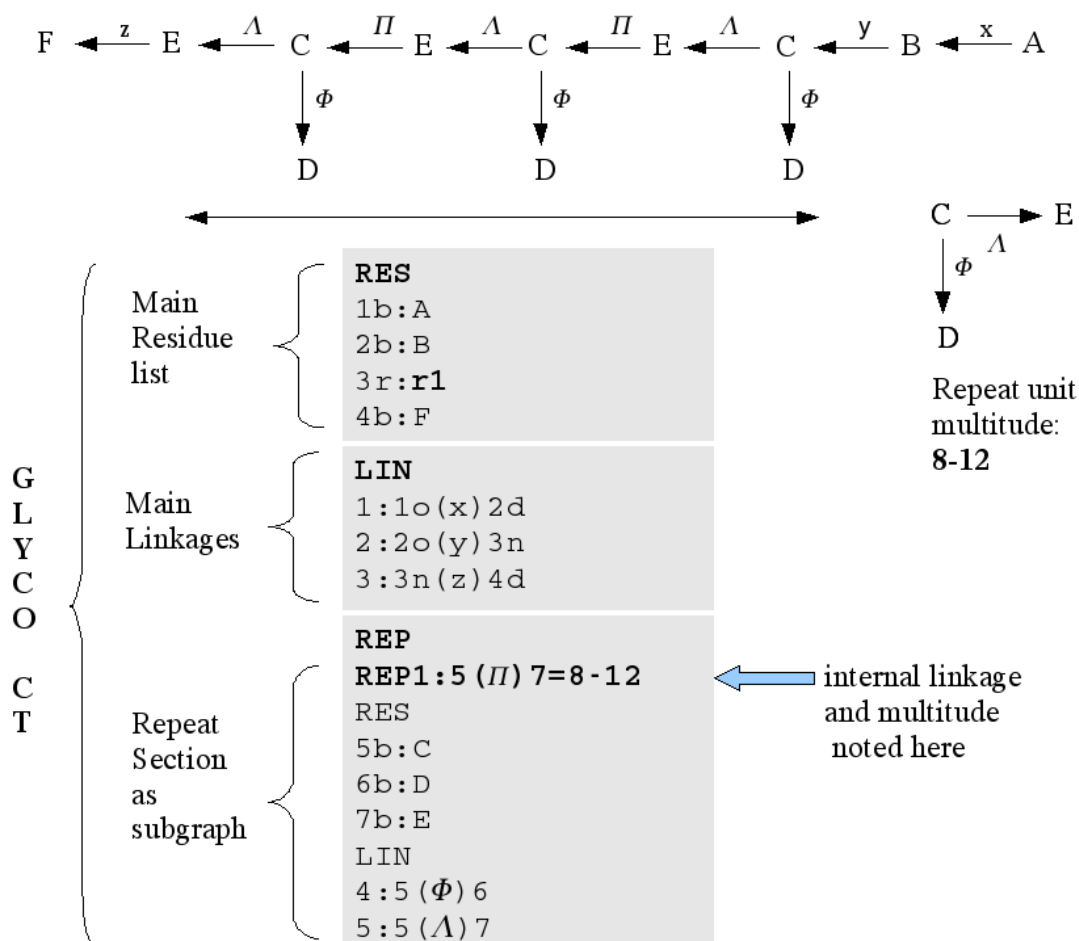 z Λ Π Λ Π Λ y x
F E C E C E C B A
Φ Φ Φ
D D D
C E
Λ
Φ
D
Repeat unit
multitude:
8-12
GLYCO CT
Main
Residue
list
RES
1b:A
2b:B
3r:r1
4b:F
Main
Linkages
LIN
1:1o(x)2d
2:2o(y)3n
3:3n(z)4d
Repeat
Section
as
subgraph
REP
REP1:5(Π)7=8-12
RES
5b:C
6b:D
7b:E
LIN
4:5(Φ)6
5:5(Λ)7
internal linkage
and multitude
noted here